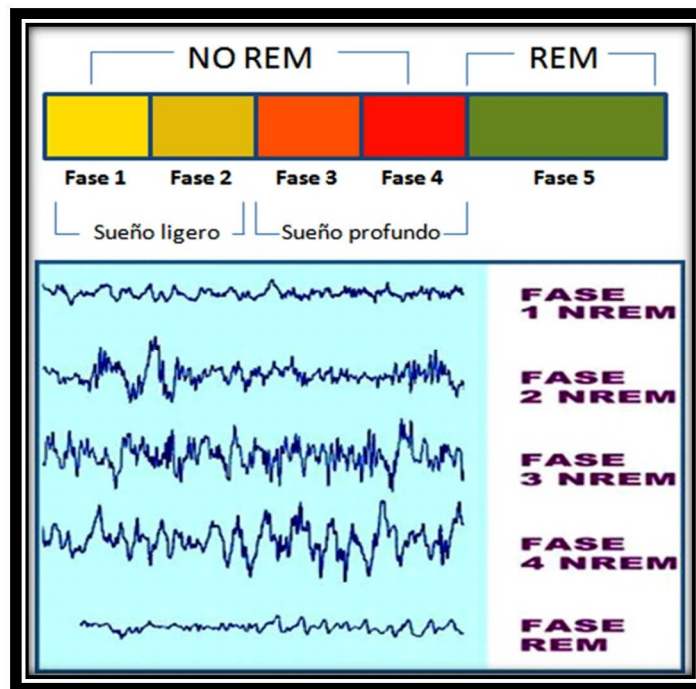 NO REM
REM
Fase 1
Fase 2
Fase 3
Fase 4
Fase 5
Sueño ligero
Sueño profundo
FASE
1 NREM
FASE
2 NREM
FASE
3 NREM
FASE
4 NREM
FASE
REM